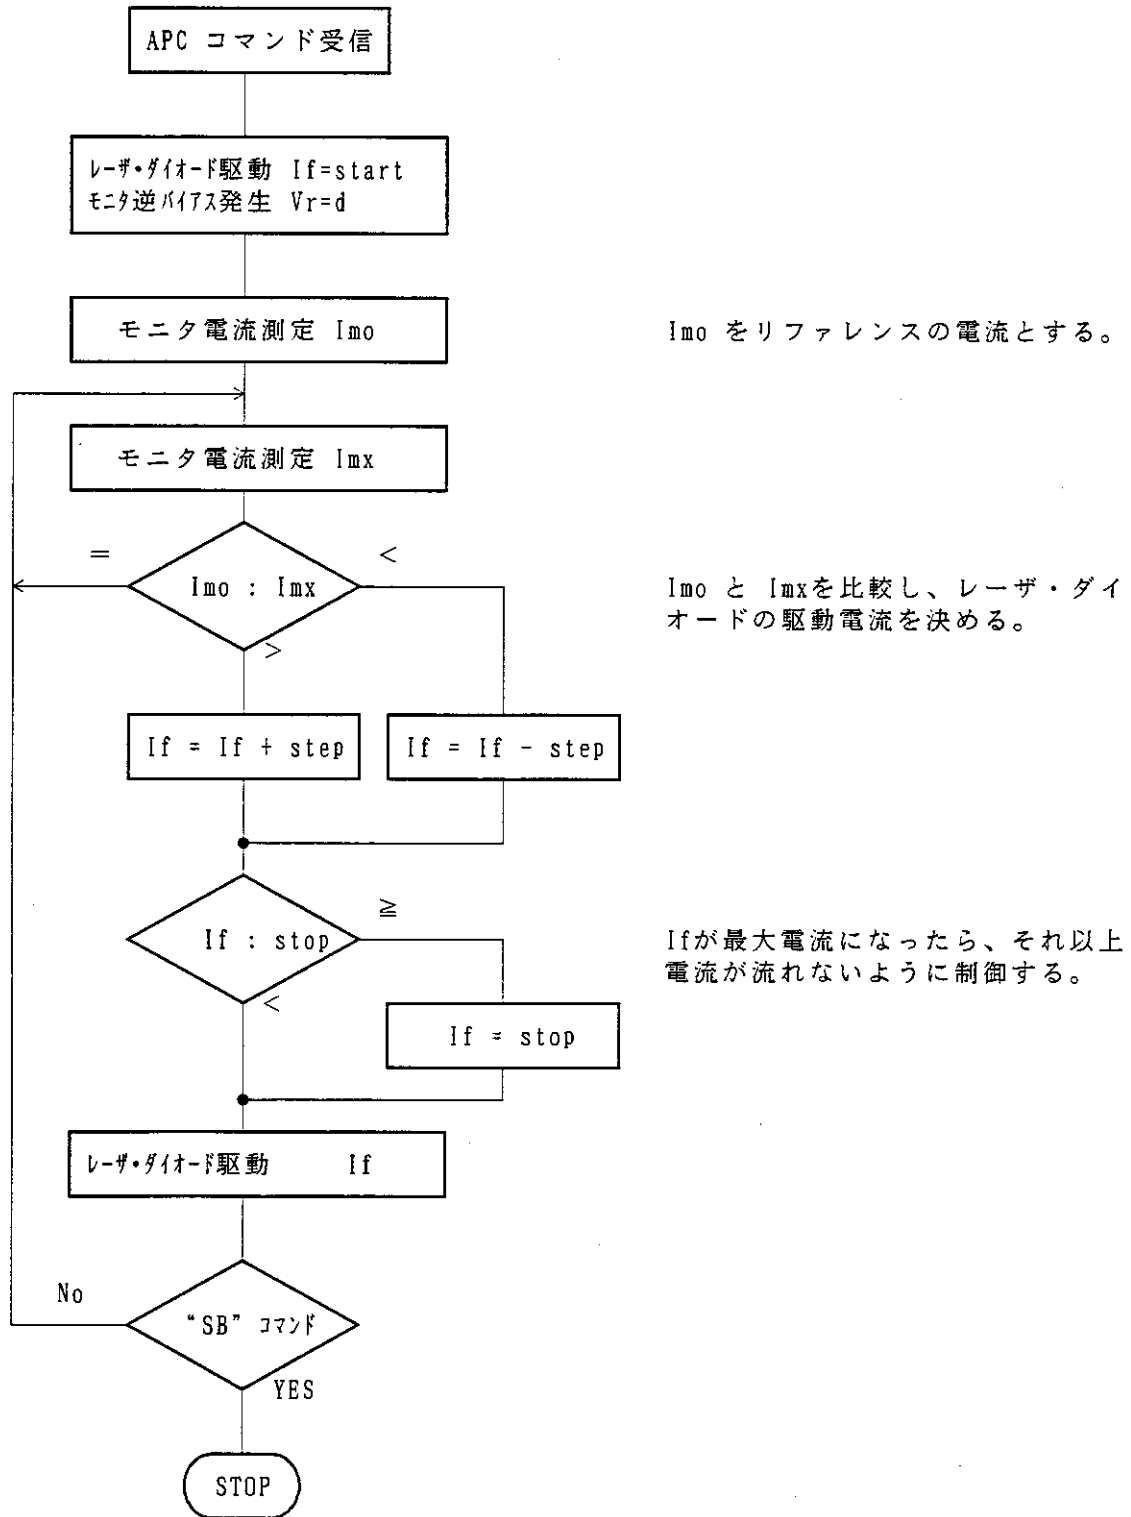 APC コマンド受信
レーザ・ダイオード駆動 If=start
モニタ逆バイアス発生 Vr=d
モニタ電流測定 Imo
Imo をリファレンスの電流とする。
モニタ電流測定 Imx
＝
＜
Imo : Imx
Imo と Imxを比較し、レーザ・ダイ
オードの駆動電流を決める。
＞
If = If + step
If = If - step
≧
If : stop
Ifが最大電流になったら、それ以上
電流が流れないように制御する。
＜
If = stop
レーザ・ダイオード駆動 If
No
“SB” コマンド
YES
STOP